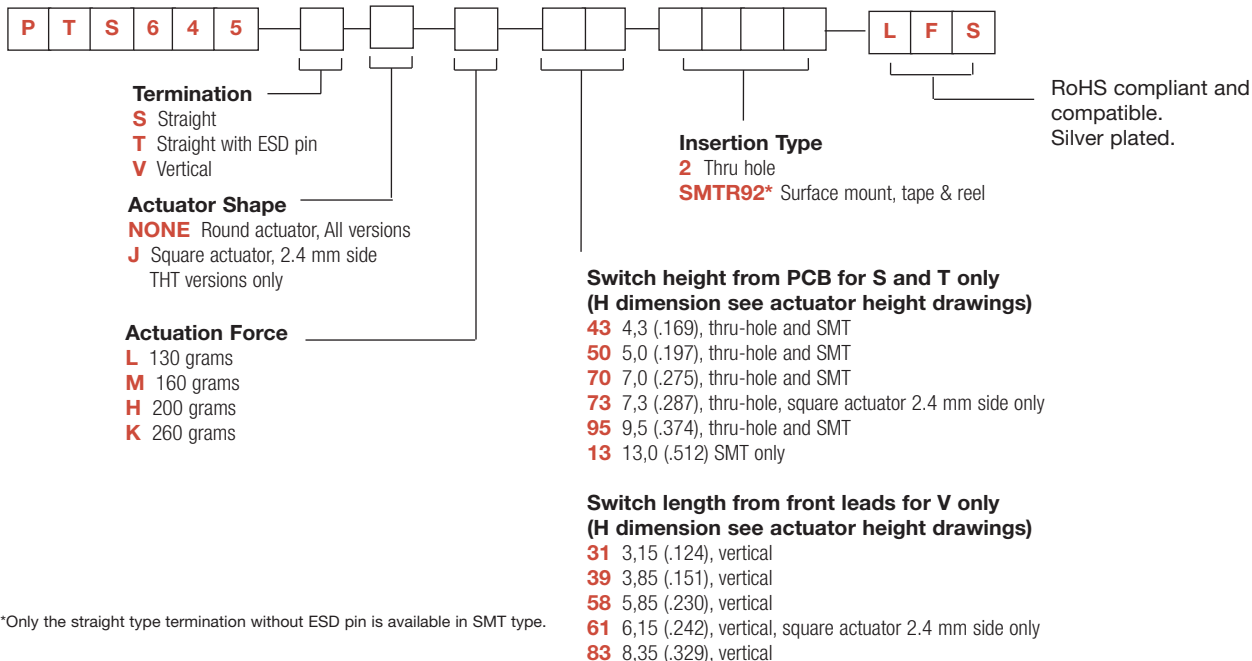 P T S 6 4 5 L F S
RoHS compliant and
compatible.
Silver plated.
Termination
S Straight
T Straight with ESD pin
V Vertical
Actuator Shape
NONE Round actuator, All versions
J Square actuator, 2.4 mm side
THT versions only
Actuation Force
L 130 grams
M 160 grams
H 200 grams
K 260 grams
Insertion Type
2 Thru hole
SMTR92* Surface mount, tape & reel
Switch height from PCB for S and T only
(H dimension see actuator height drawings)
43 4,3 (.169), thru-hole and SMT
50 5,0 (.197), thru-hole and SMT
70 7,0 (.275), thru-hole and SMT
73 7,3 (.287), thru-hole, square actuator 2.4 mm side only
95 9,5 (.374), thru-hole and SMT
13 13,0 (.512) SMT only
Switch length from front leads for V only
(H dimension see actuator height drawings)
31 3,15 (.124), vertical
39 3,85 (.151), vertical
58 5,85 (.230), vertical
61 6,15 (.242), vertical, square actuator 2.4 mm side only
83 8,35 (.329), vertical
*Only the straight type termination without ESD pin is available in SMT type.